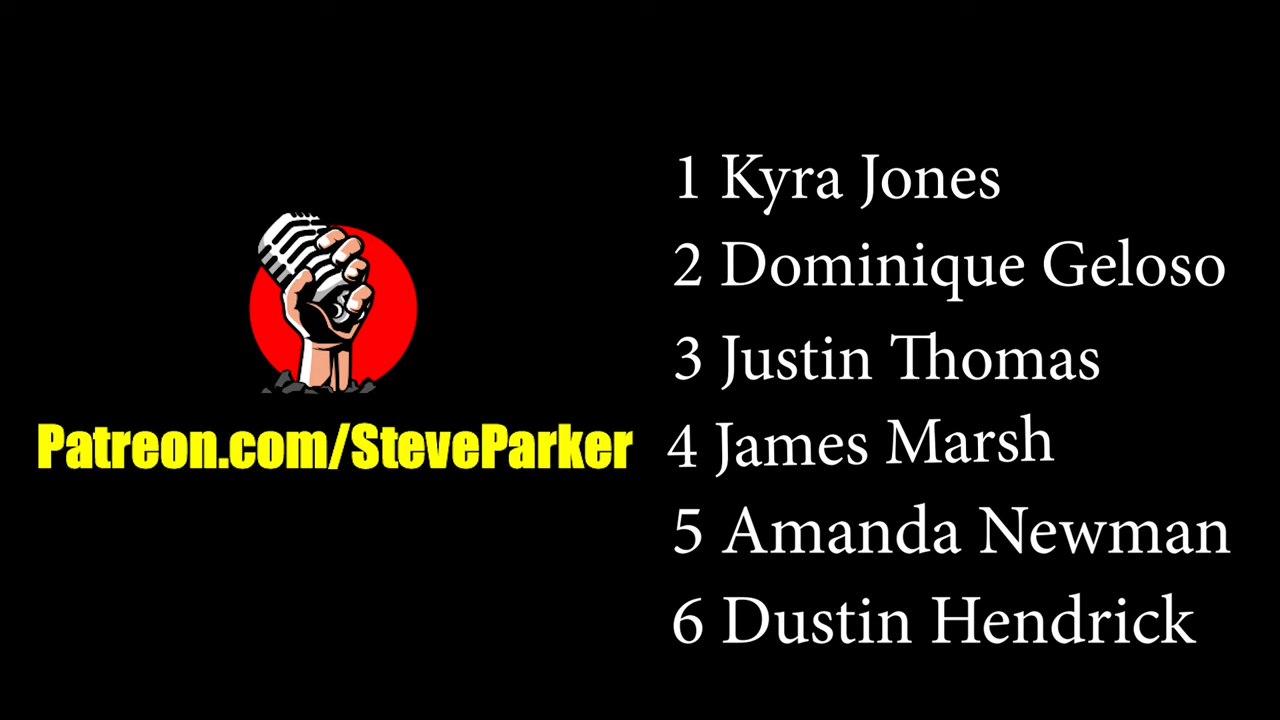 Patreon.com/SteveParker
1 Kyra Jones
2 Dominique Geloso
3 Justin Thomas
4 James Marsh
5 Amanda Newman
6 Dustin Hendrick